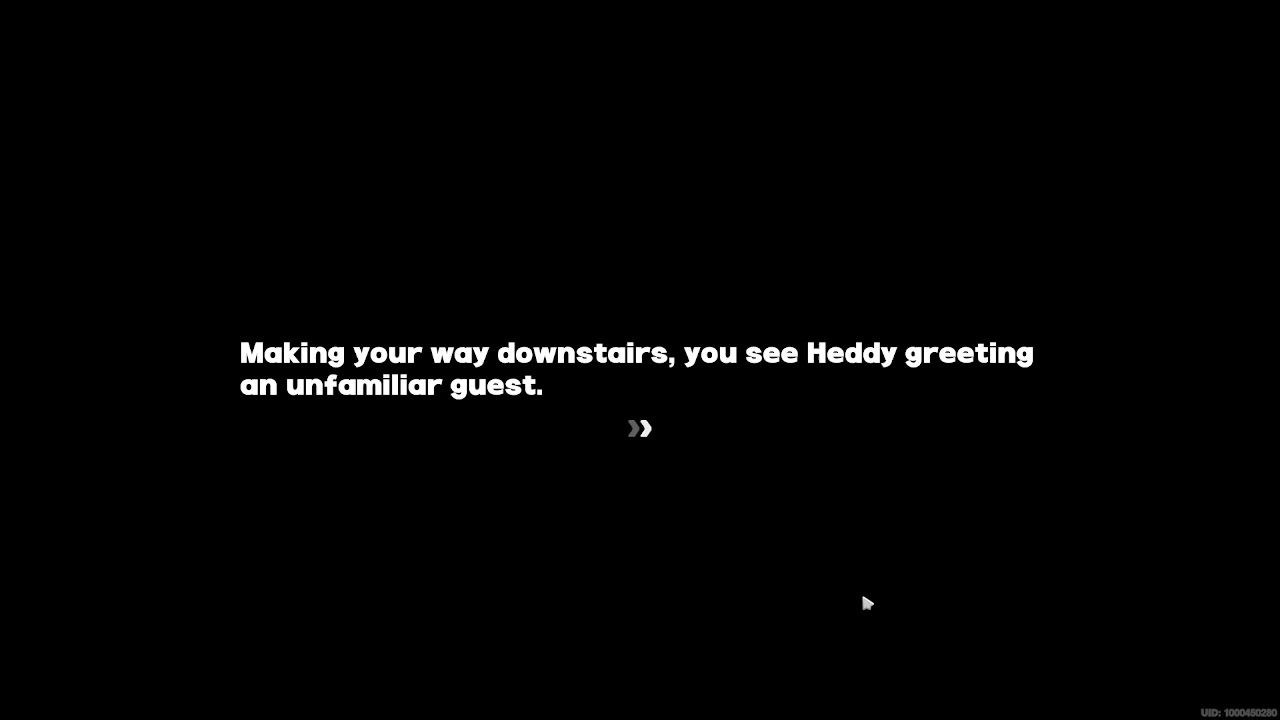 Making your way downstairs, you see Heddy greeting
an unfamiliar guest.
UID: 1000450280